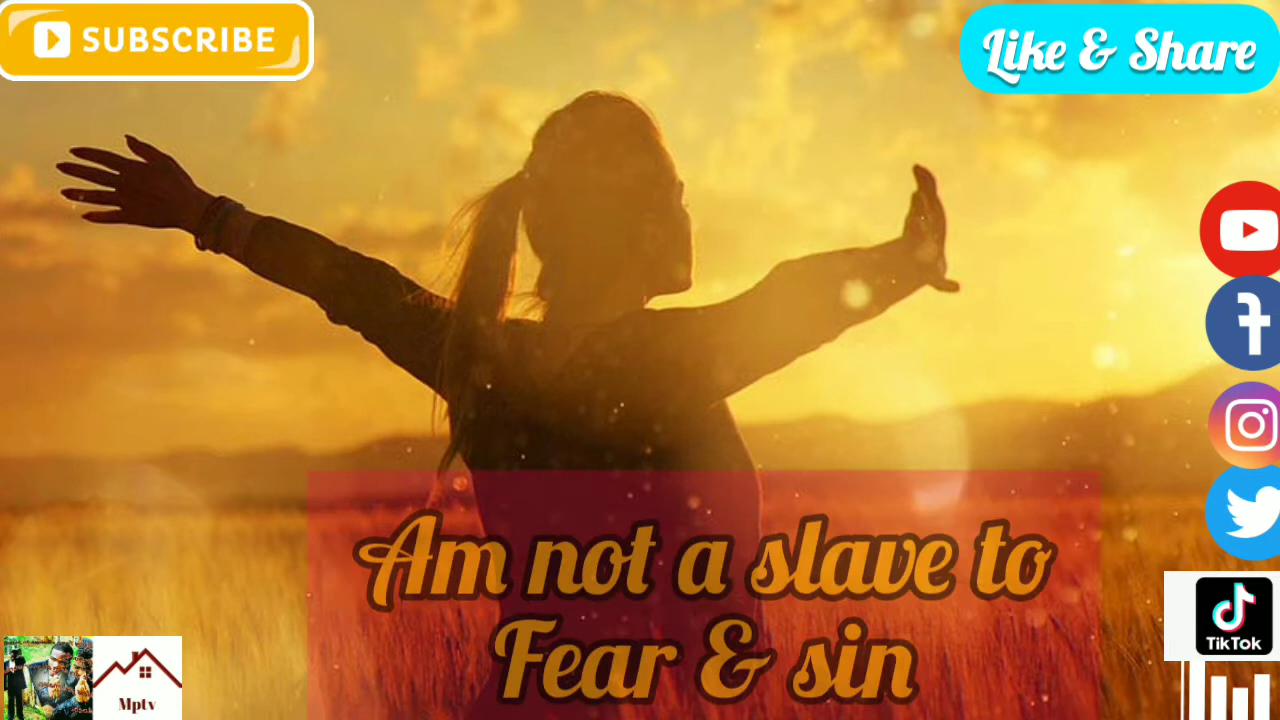 SUBSCRIBE
Like & Share
Am not a slave to
Fear & sin
TikTok
Mptv